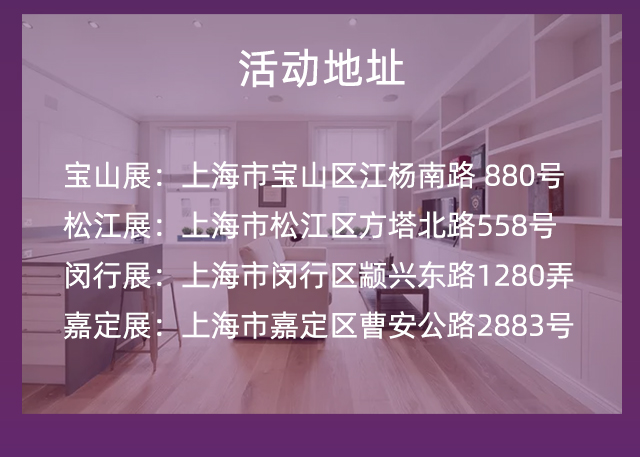 活动地址
宝山展：上海市宝山区江杨南路 880号
松江展：上海市松江区方塔北路558号
闵行展：上海市闵行区颛兴东路1280弄
嘉定展：上海市嘉定区曹安公路2883号